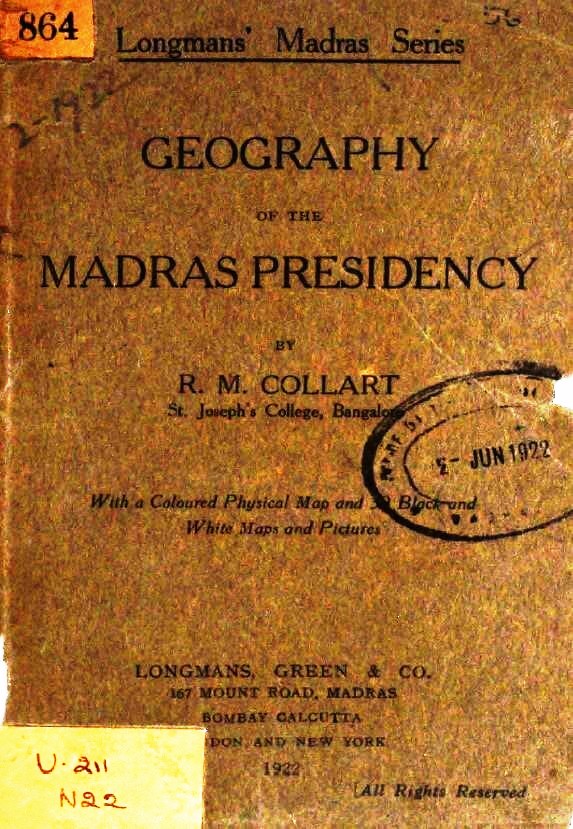 864
Longmans' Madras Series
2-1922
GEOGRAPHY
OF THE
MADRAS PRESIDENCY
BY
R. M. COLLART
St. Joseph's College, Bangalore
2- JUN 1922
With a Coloured Physical Map and Black and
White Maps and Pictures
LONGMANS, GREEN & CO.
167 MOUNT ROAD, MADRAS
BOMBAY CALCUTTA
DON AND NEW YORK
1922
[All Rights Reserved
U.211
N22